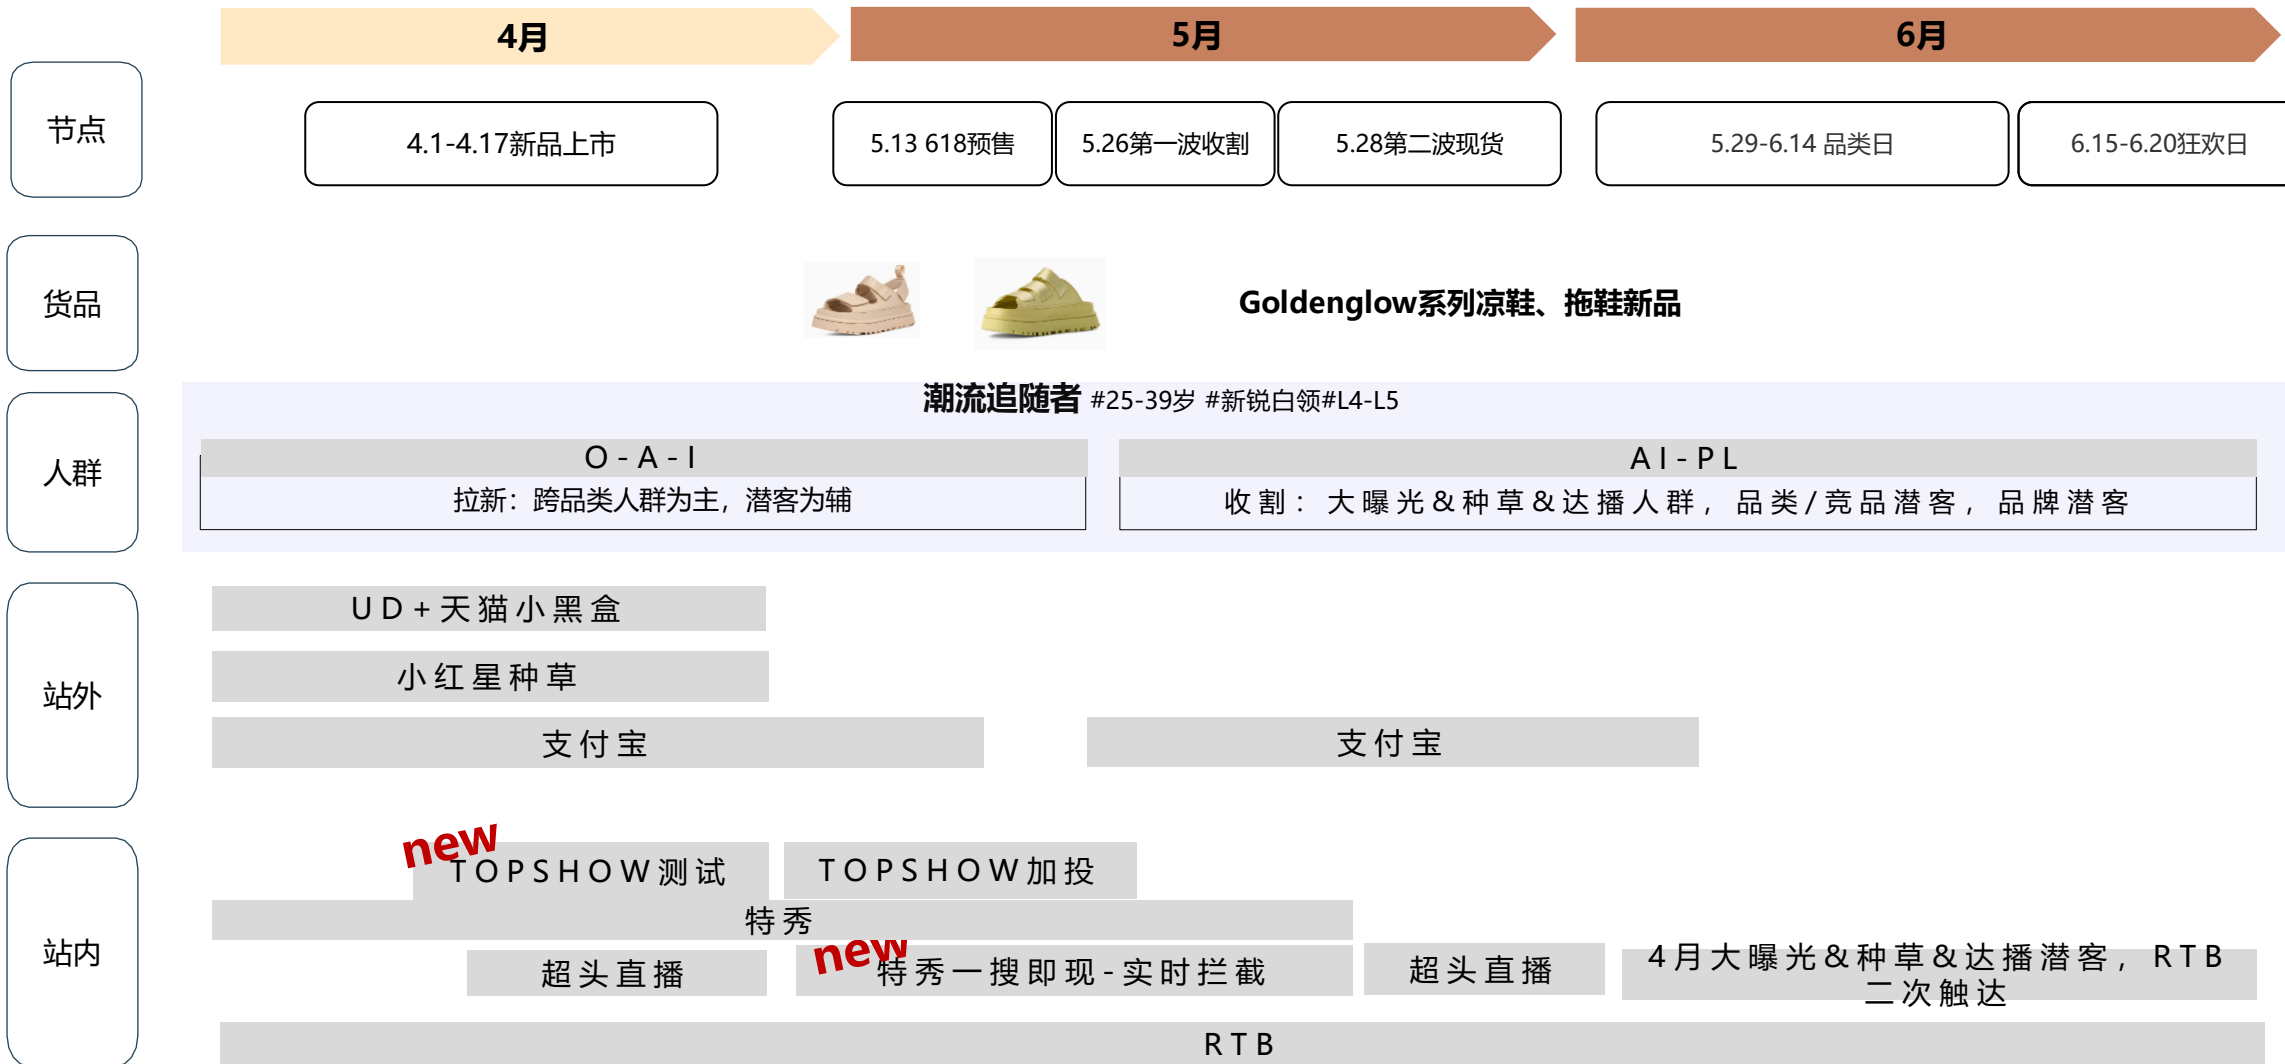 4月
5月
6月
节点
4.1-4.17新品上市
5.13 618预售
5.26第一波收割
5.28第二波现货
5.29-6.14 品类日
6.15-6.20狂欢日
货品
Goldenglow系列凉鞋、拖鞋新品
人群
潮流追随者 #25-39岁 #新锐白领#L4-L5
O-A-I
AI-PL
拉新：跨品类人群为主，潜客为辅
收割：大曝光&种草&达播人群，品类/竞品潜客，品牌潜客
站外
UD+天猫小黑盒
小红星种草
支付宝
支付宝
站内
new
TOPSHOW测试
TOPSHOW加投
特秀
超头直播
new
特秀一搜即现-实时拦截
超头直播
4月大曝光&种草&达播潜客，RTB
二次触达
RTB